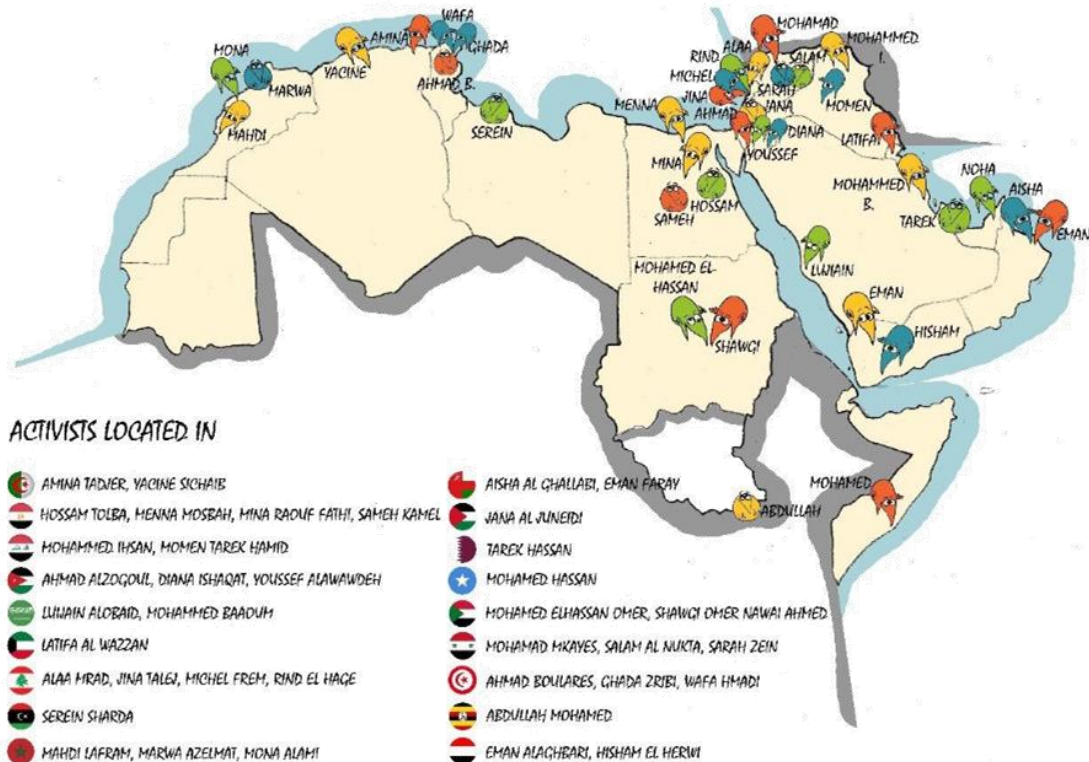 MONA
MARWA
MAHDI
YACINE
AMINA
WAFA
GHADA
AHMAD B.
SEREIN
MENNA
MINA
SAMEH
HOSSAM
MOHAMED EL
HASSAN
SHAWGI
MOHAMAD
ALAA
RIND
SALAM
MOHAMMED
I.
MICHEL
SARAH
MOMEN
JINA
JANA
AHMAD
DIANA
YOUSSEF
LATIFA
MOHAMMED
B.
NOHA
AISHA
TAREK
EMAN
LUJIAIN
EMAN
HISHAM
MOHAMED
ABDULLAH
ACTIVISTS LOCATED IN
AMINA TADJER, YACINE SICHAIB
HOSSAM TOLBA, MENNA MOSBAH, MINA RAOUF FATHI, SAMEH KAMEL
MOHAMMED IHSAN, MOMEN TAREK HAMID
AHMAD ALZOGOUL, DIANA ISHAQAT, YOUSSEF ALAWAWDEH
LUIJAIN ALOBAID, MOHAMMED BAAOUM
LATIFA AL WAZZAN
ALAA MRAD, JINA TALEJ, MICHEL FREM, RIND EL HAGE
SEREIN SHARDA
MAHDI LAFRAM, MARWA AZELMAT, MONA ALAMI
AISHA AL GHALLABI, EMAN FARAY
JANA AL JUNEIDI
TAREK HASSAN
MOHAMED HASSAN
MOHAMED ELHASSAN OMER, SHAWGI OMER NAWAI AHMED
MOHAMAD MKAYES, SALAM AL NUKTA, SARAH ZEIN
AHMAD BOULARES, GHADA ZRIBI, WAFA HMADI
ABDULLAH MOHAMED
EMAN ALAGHBARI, HISHAM EL HERWI